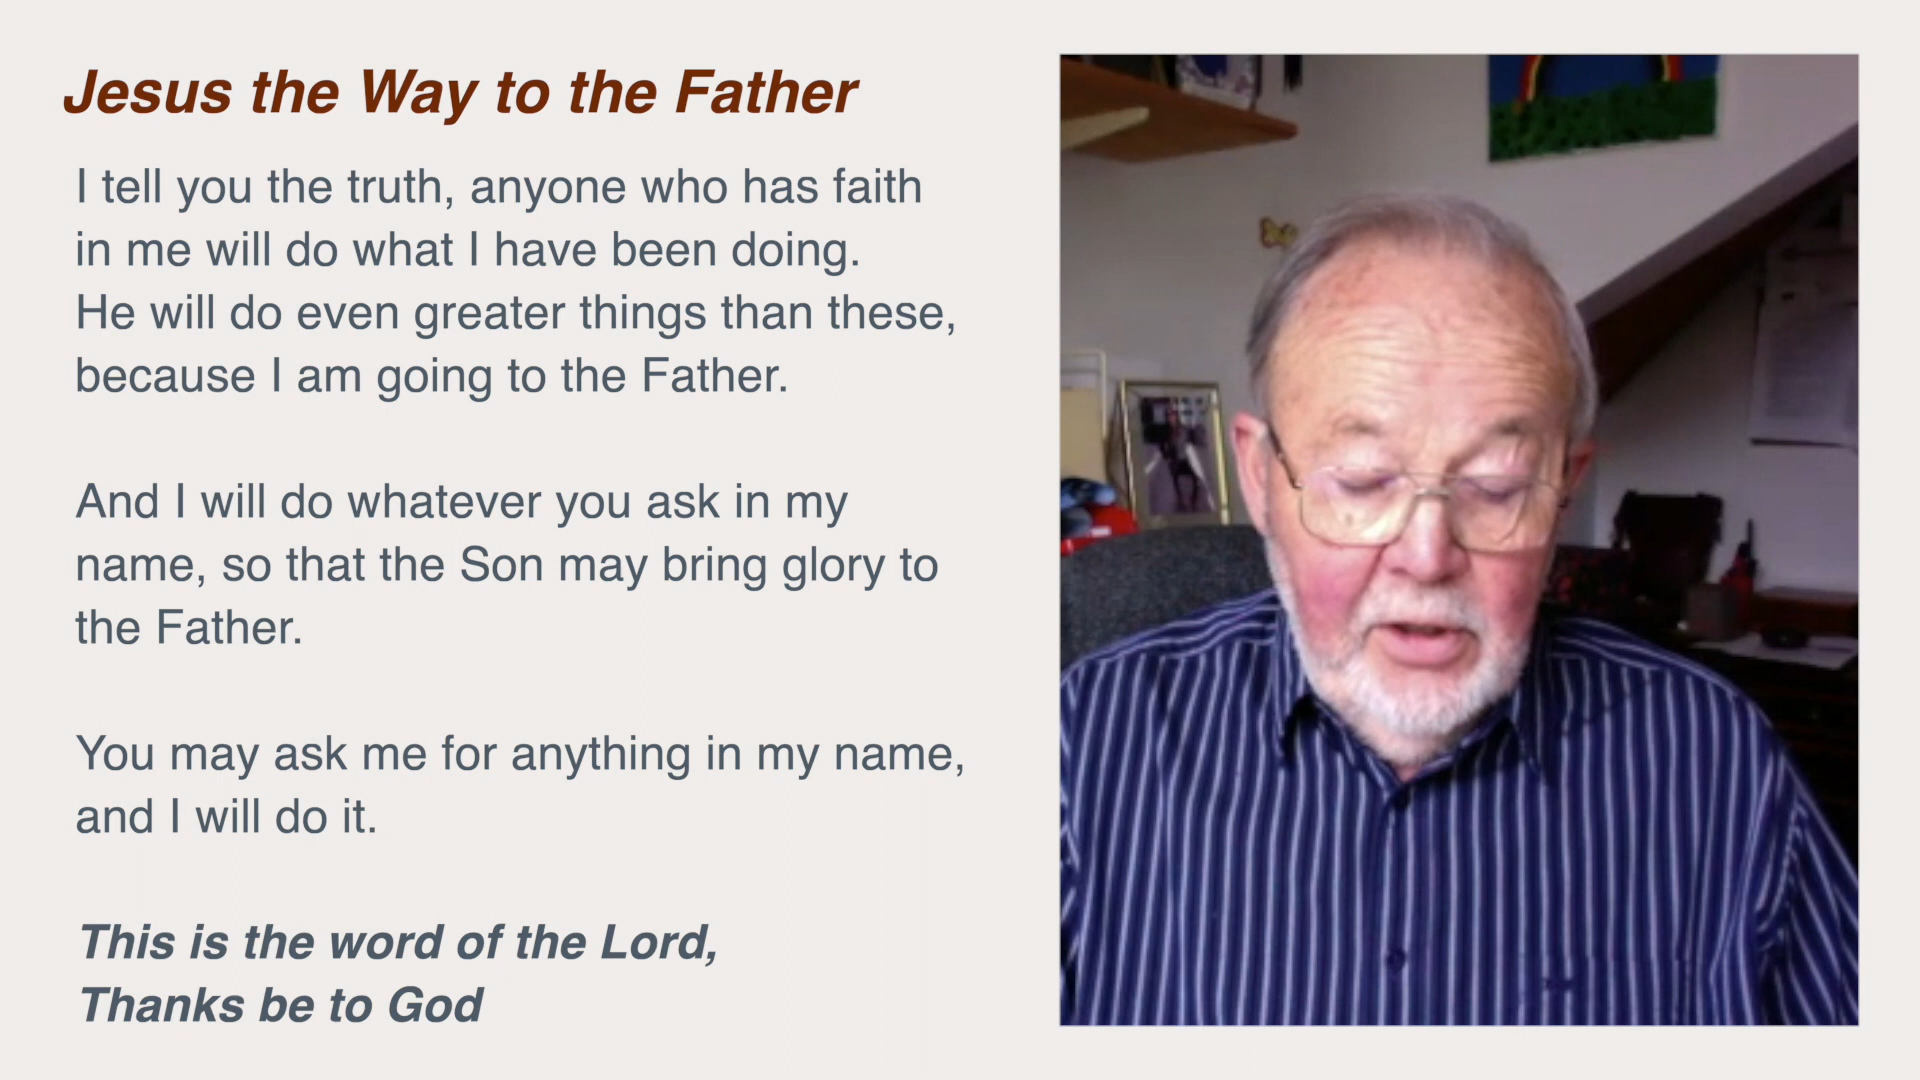 Jesus the Way to the Father
I tell you the truth, anyone who has faith
in me will do what I have been doing.
He will do even greater things than these,
because I am going to the Father.
And I will do whatever you ask in my
name, so that the Son may bring glory to
the Father.
You may ask me for anything in my name,
and I will do it.
This is the word of the Lord,
Thanks be to God